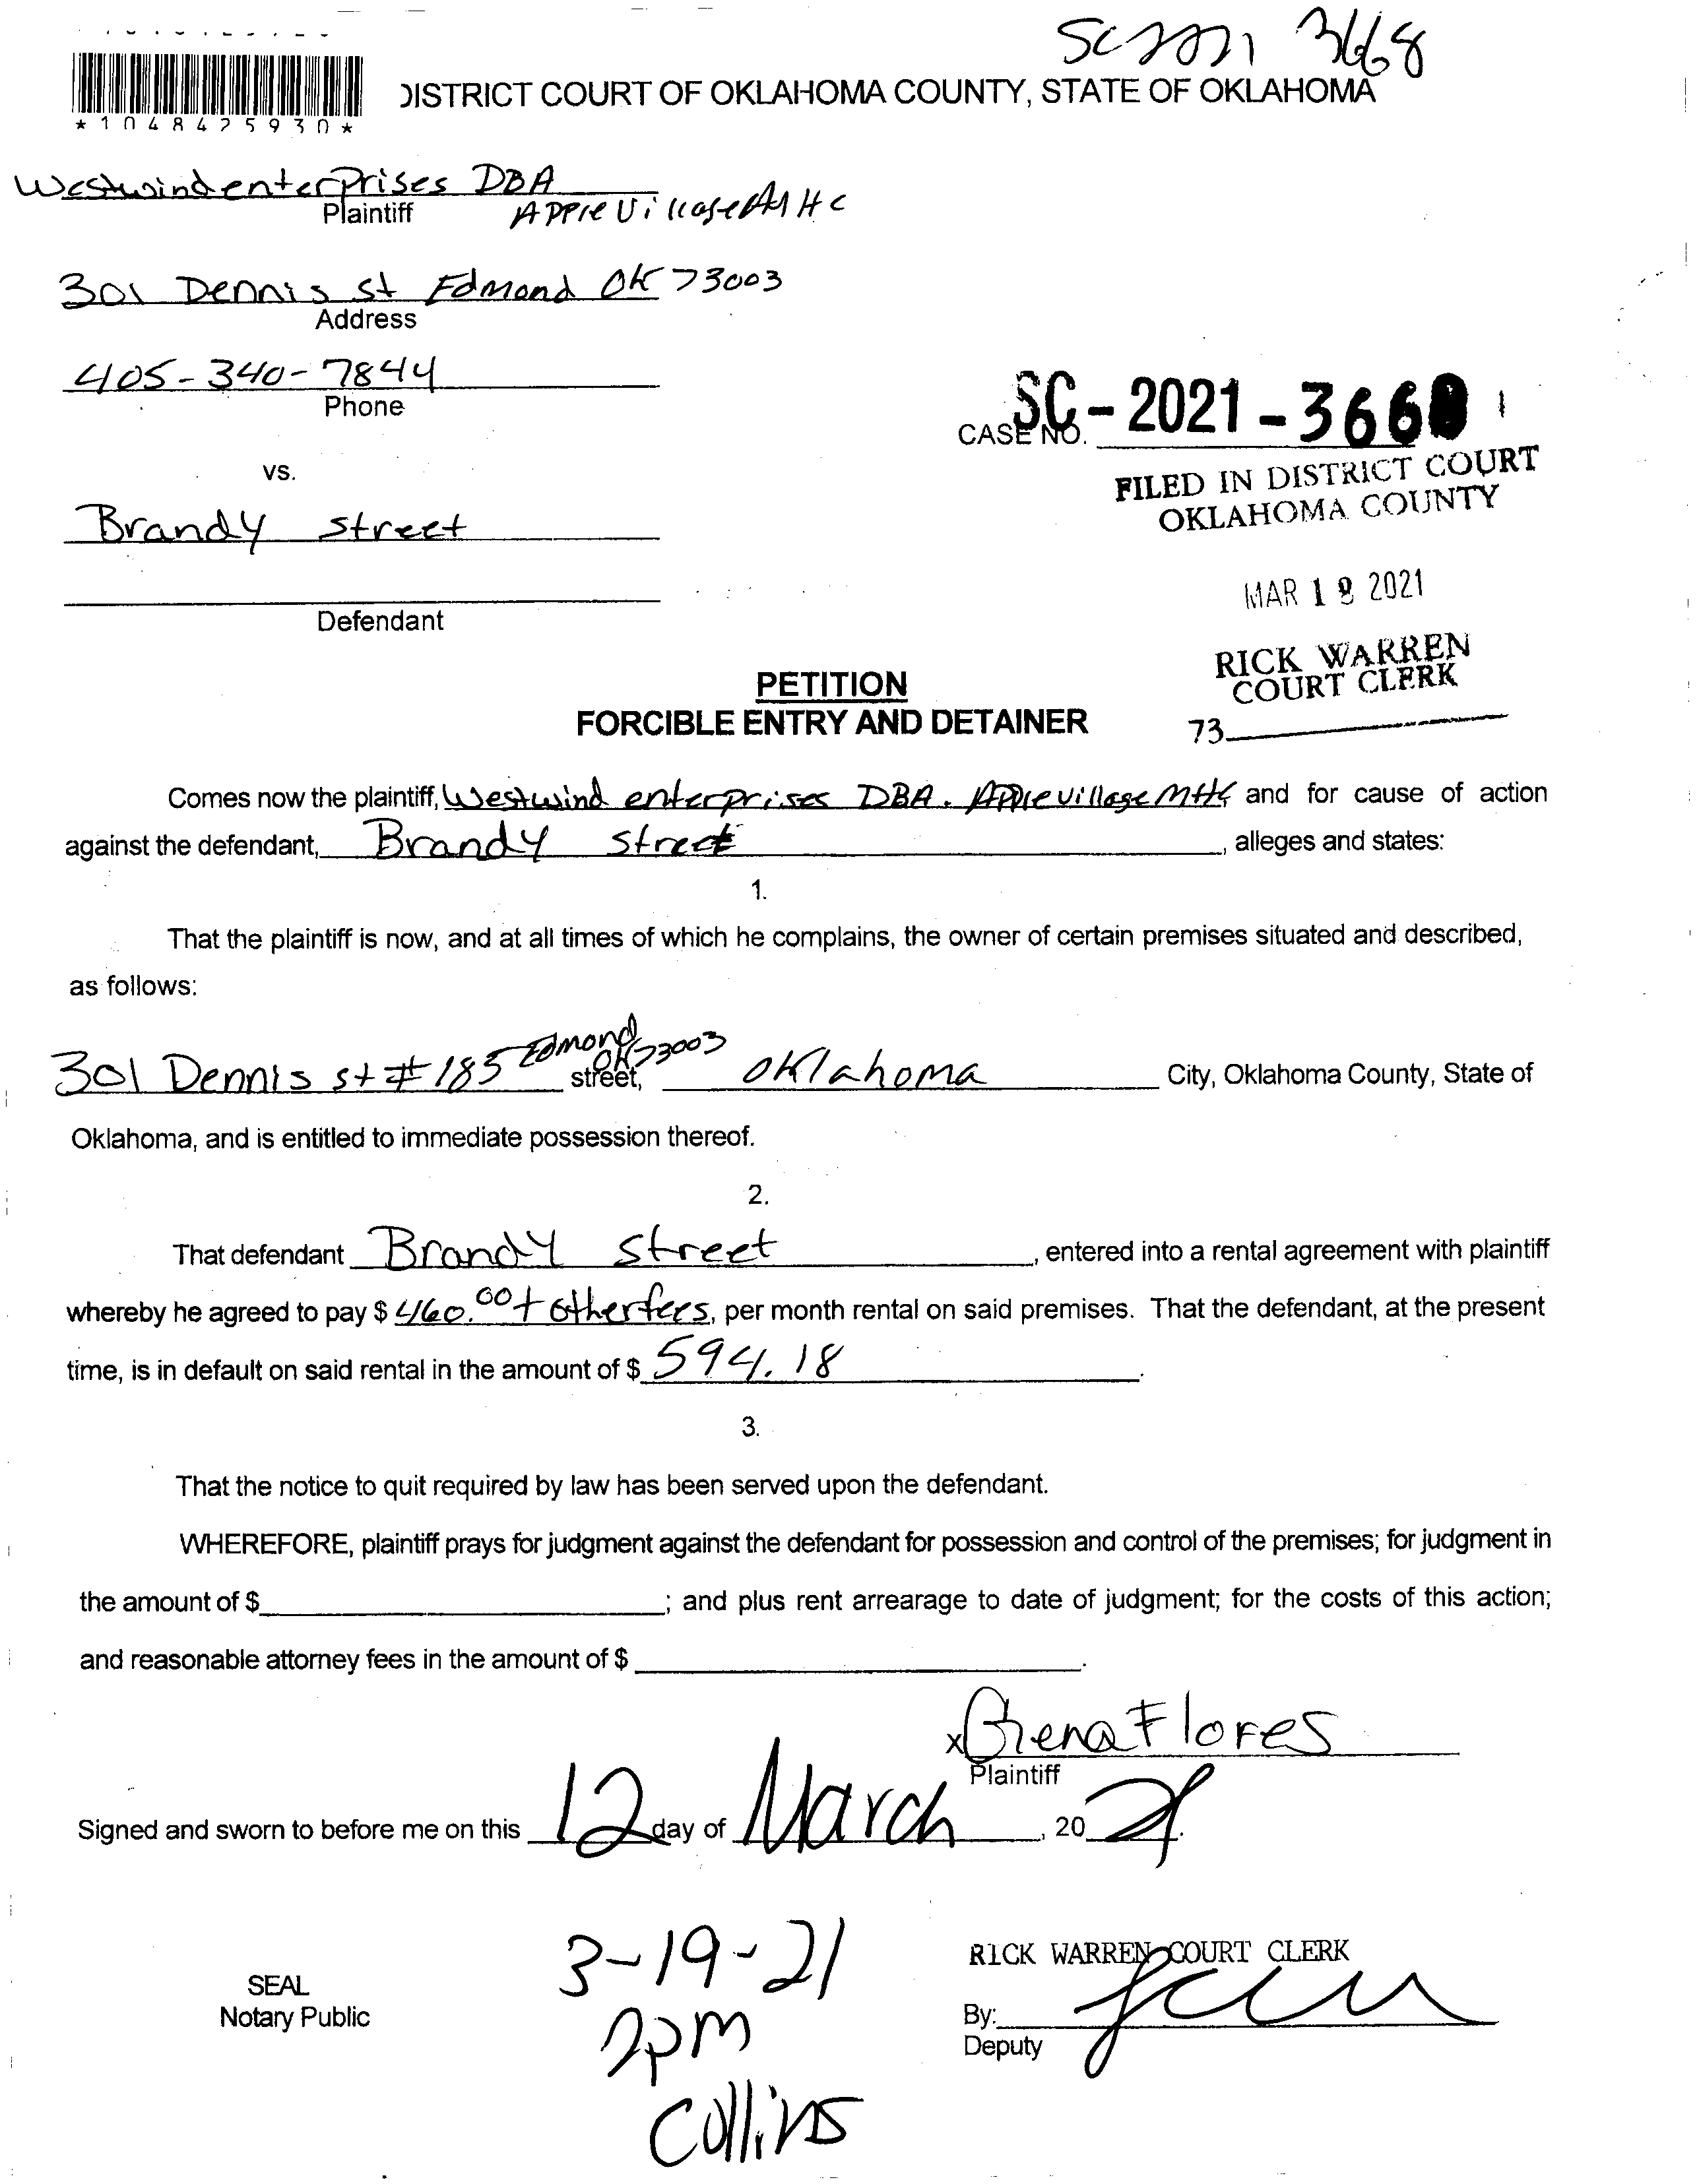 SC 2021 3668
*1048425930*
DISTRICT COURT OF OKLAHOMA COUNTY, STATE OF OKLAHOMA
Westwind enterprises DBA
Plaintiff
Apple Village MHC
301 Dennis st Edmond OK 73003
Address
405-340-7844
Phone
vs.
Brandy street
Defendant
CASE NO. SC-2021-3668
FILED IN DISTRICT COURT
OKLAHOMA COUNTY
MAR 2021
RICK WARREN
COURT CLERK
73
PETITION
FORCIBLE ENTRY AND DETAINER
Comes now the plaintiff, Westwind enterprises DBA. Apple village MHC and for cause of action
against the defendant, Brandy street, alleges and states:
1.
That the plaintiff is now, and at all times of which he complains, the owner of certain premises situated and described,
as follows:
301 Dennis st # 185 Edmond OK 73003 street, Oklahoma City, Oklahoma County, State of
Oklahoma, and is entitled to immediate possession thereof.
2.
That defendant Brandy street, entered into a rental agreement with plaintiff
whereby he agreed to pay $ 460.00 + other fees, per month rental on said premises. That the defendant, at the present
time, is in default on said rental in the amount of $ 594.18.
3.
That the notice to quit required by law has been served upon the defendant.
WHEREFORE, plaintiff prays for judgment against the defendant for possession and control of the premises; for judgment in
the amount of $ ; and plus rent arrearage to date of judgment; for the costs of this action;
and reasonable attorney fees in the amount of $ .
x Gena Flores
Plaintiff
Signed and sworn to before me on this 12 day of March, 20 21.
3-19-21
2pm
Collins
SEAL
Notary Public
RICK WARREN COURT CLERK
By:
Deputy